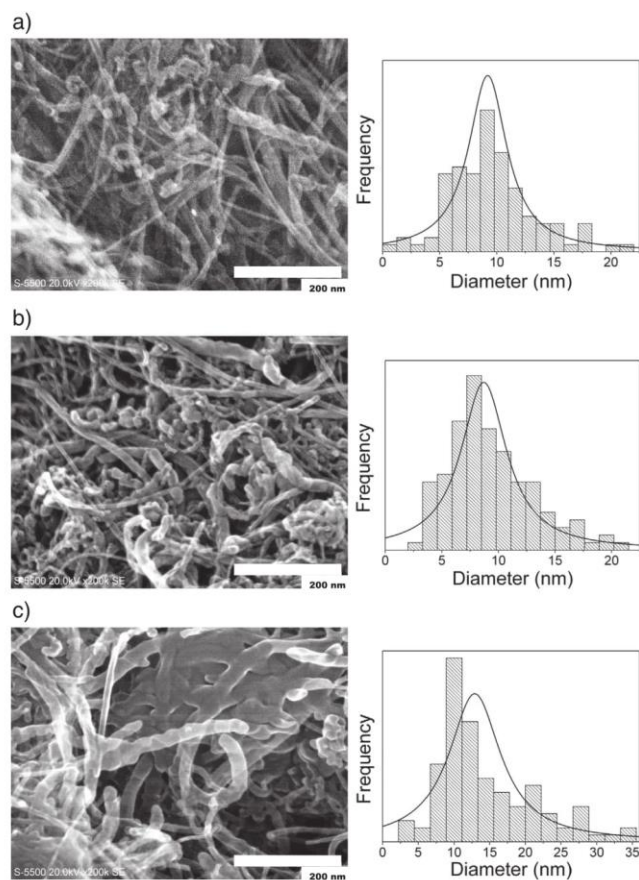 a)
Frequency
0 5 10 15 20
Diameter (nm)
S-5500 20.0kV x200k SE
200 nm
b)
Frequency
0 5 10 15 20
Diameter (nm)
S-5500 20.0kV x200k SE
200 nm
c)
Frequency
0 5 10 15 20 25 30 35
Diameter (nm)
S-5500 20.0kV x200k SE
200 nm